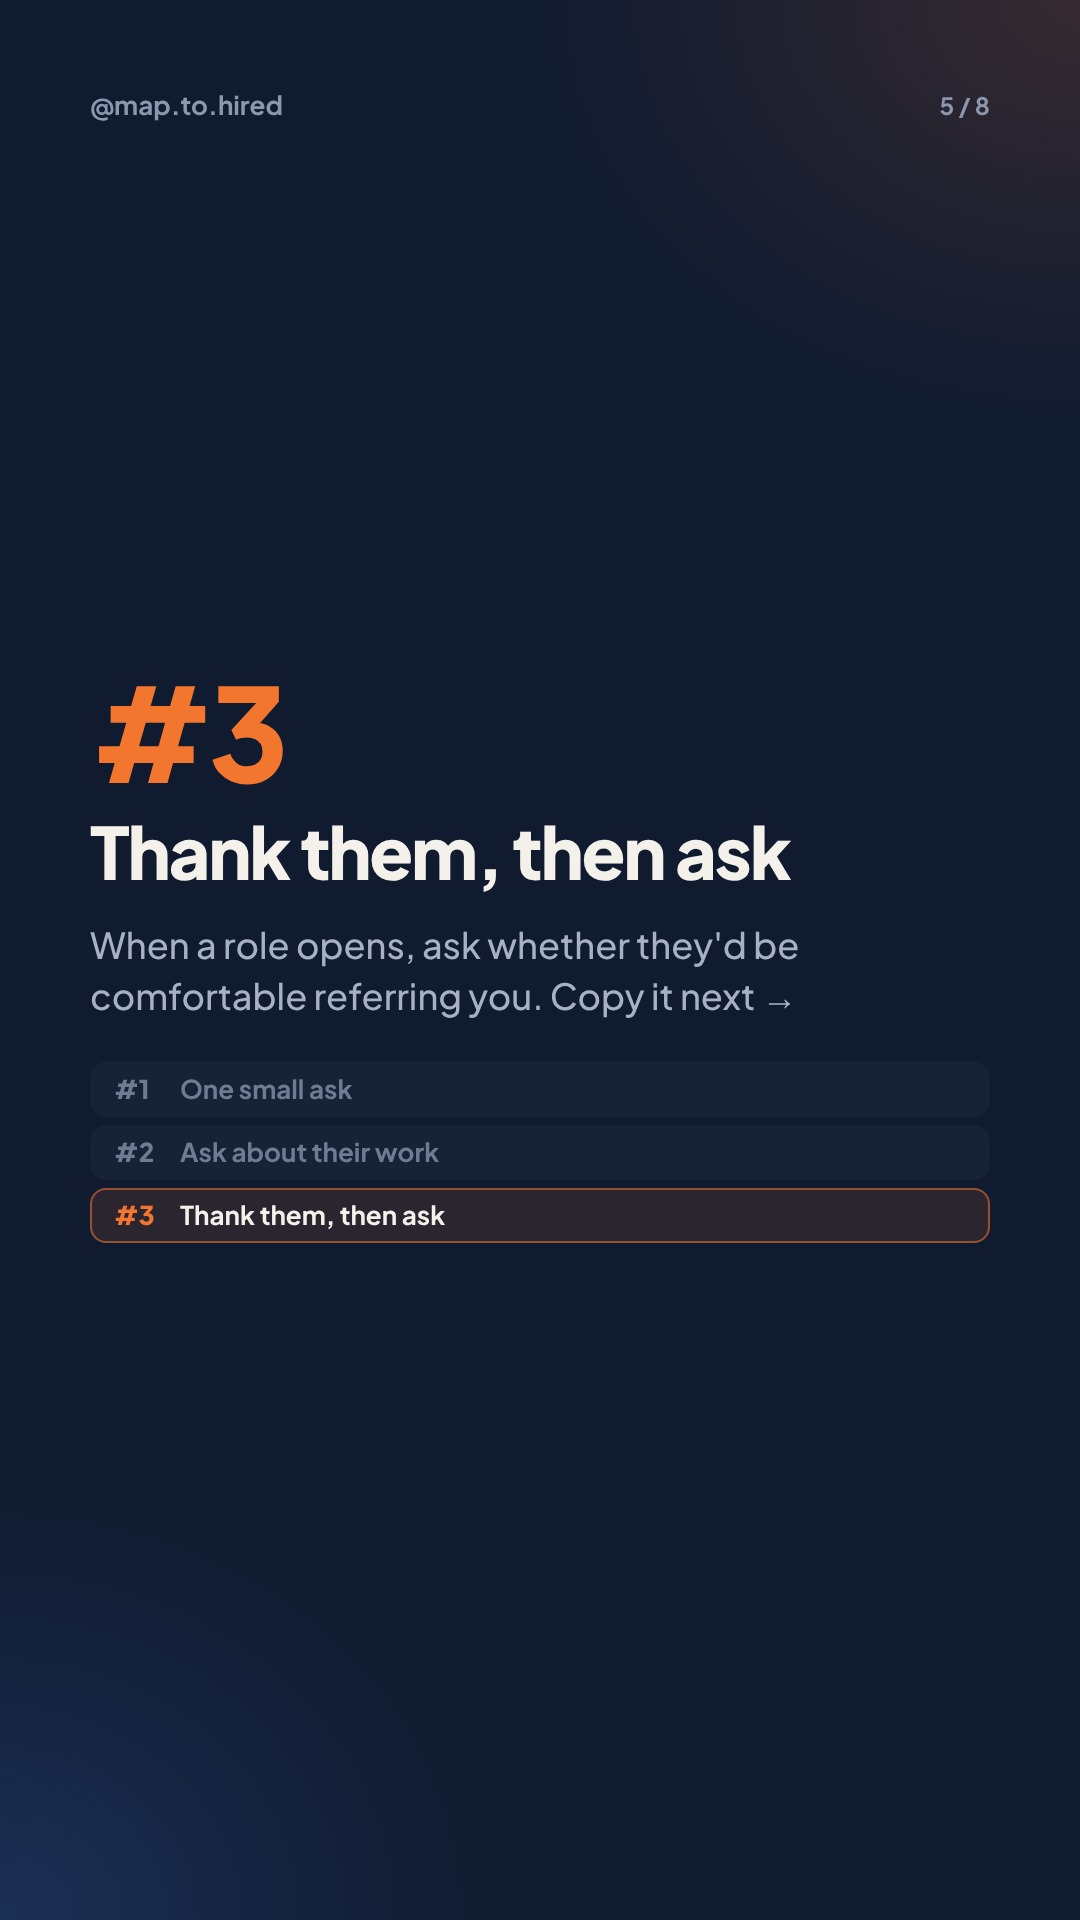 @map.to.hired
5 / 8
#3
Thank them, then ask
When a role opens, ask whether they'd be
comfortable referring you. Copy it next →
#1 One small ask
#2 Ask about their work
#3 Thank them, then ask